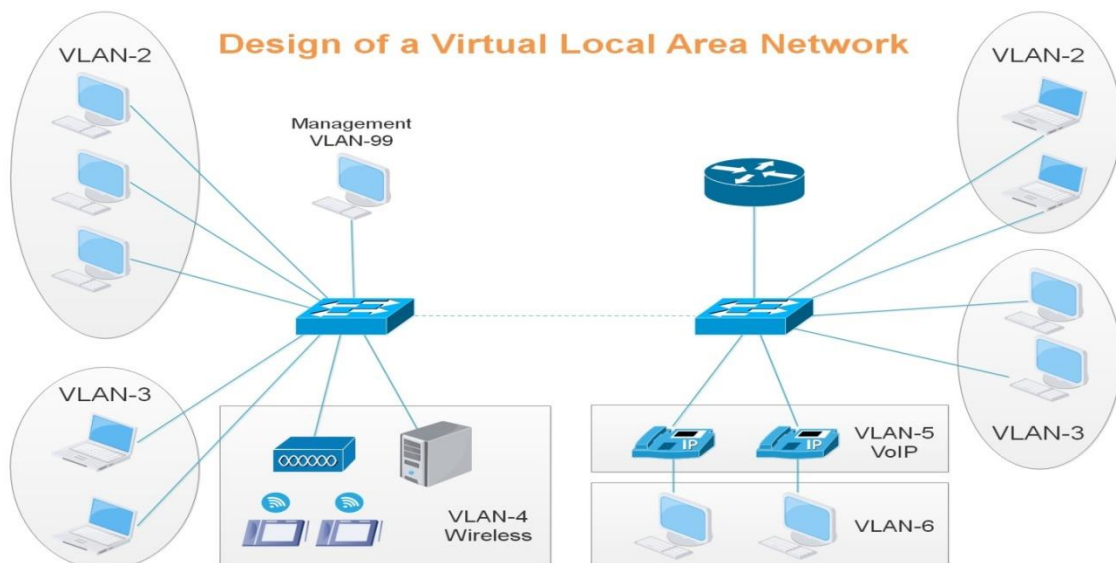 Design of a Virtual Local Area Network
VLAN-2
Management
VLAN-99
VLAN-2
VLAN-3
VLAN-4
Wireless
IP
IP
VLAN-5
VoIP
VLAN-6
VLAN-3